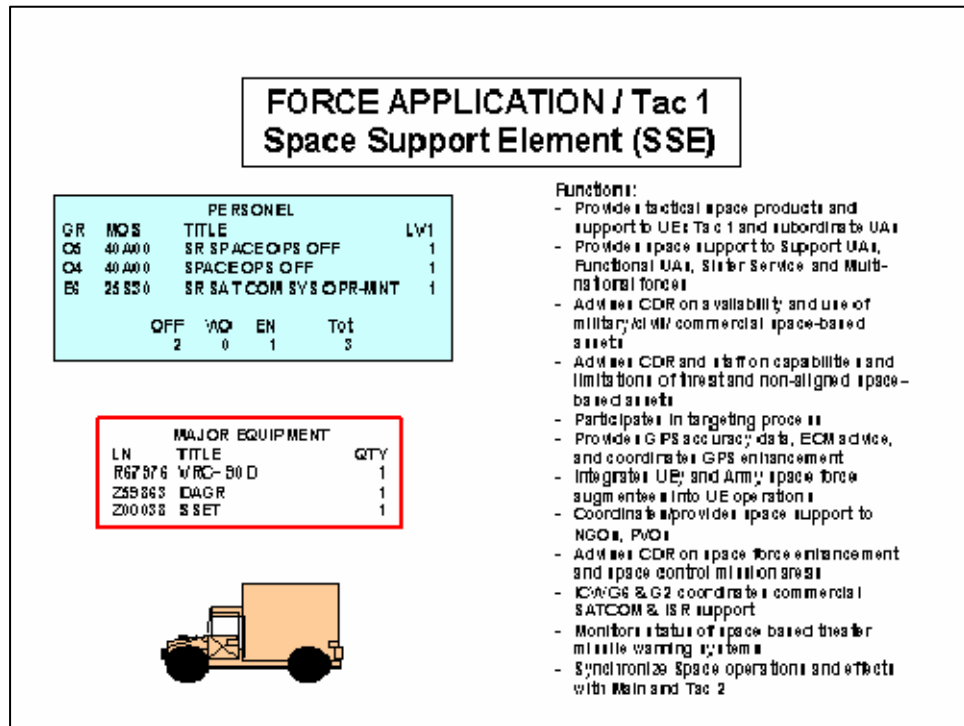 FORCE APPLICATION / Tac 1
Space Support Element (SSE)
PERSONEL
GR MOS TITLE LV1
O5 40A00 SR SPACE OPS OFF 1
O4 40A00 SPACE OPS OFF 1
E6 25S30 SR SATCOM SYS OPR-MNT 1
OFF WO EN Tot
2 0 1 3
MAJOR EQUIPMENT
LN TITLE QTY
R67976 VRC-90D 1
Z59863 DAGR 1
Z00038 SSET 1
Functions:
- Provides tactical space products and
support to UEx Tac 1 and subordinate UAs
- Provides space support to Support UAs,
Functional UAs, Sister Service and Multi-
national forces
- Advises CDR on availability and use of
military/civil/ commercial space-based
assets
- Advises CDR and staff on capabilities and
limitations of threat and non-aligned space-
based assets
- Participates in targeting process
- Provides GPS accuracy data, ECM advice,
and coordinates GPS enhancement
- Integrates UEy and Army space force
augmentees into UE operations
- Coordinates/provides space support to
NGOs, PVOs
- Advises CDR on space force enhancement
and space control mission areas
- ICW G6 & G2 coordinates commercial
SATCOM & ISR support
- Monitors status of space based theater
missile warning systems
- Synchronize Space operations and effects
with Main and Tac 2